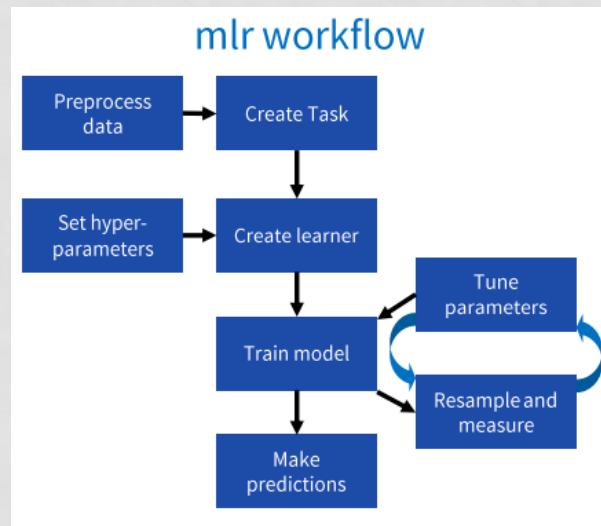 mlr workflow
Preprocess
data
Create Task
Set hyper-
parameters
Create learner
Tune
parameters
Train model
Resample and
measure
Make
predictions